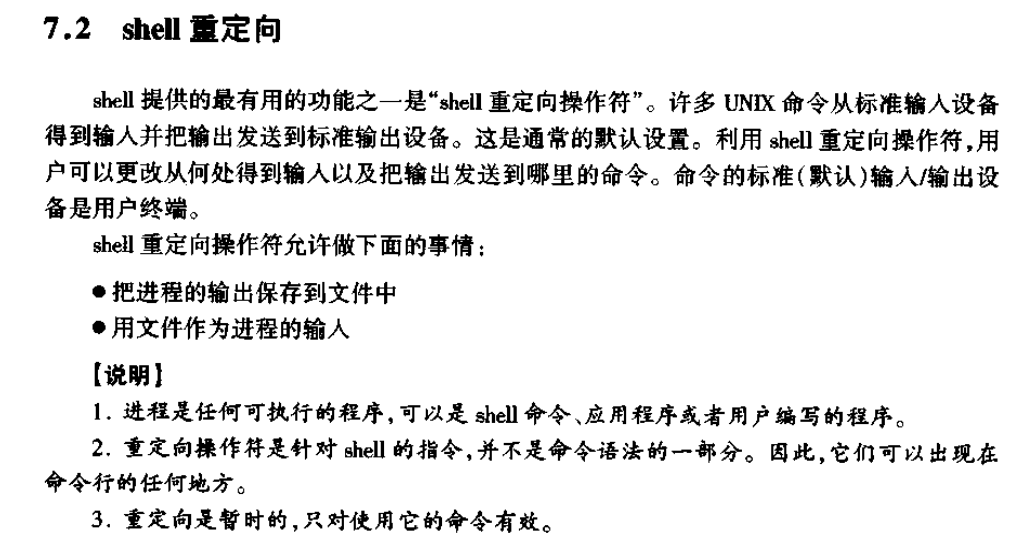 7.2 shell 重定向
shell 提供的最有用的功能之一是“shell 重定向操作符”。许多 UNIX 命令从标准输入设备
得到输入并把输出发送到标准输出设备。这是通常的默认设置。利用 shell 重定向操作符,用
户可以更改从何处得到输入以及把输出发送到哪里的命令。命令的标准(默认)输入/输出设
备是用户终端。
shell 重定向操作符允许做下面的事情:
●把进程的输出保存到文件中
●用文件作为进程的输入
【说明】
1. 进程是任何可执行的程序,可以是 shell 命令、应用程序或者用户编写的程序。
2. 重定向操作符是针对 shell 的指令,并不是命令语法的一部分。因此,它们可以出现在
命令行的任何地方。
3. 重定向是暂时的,只对使用它的命令有效。